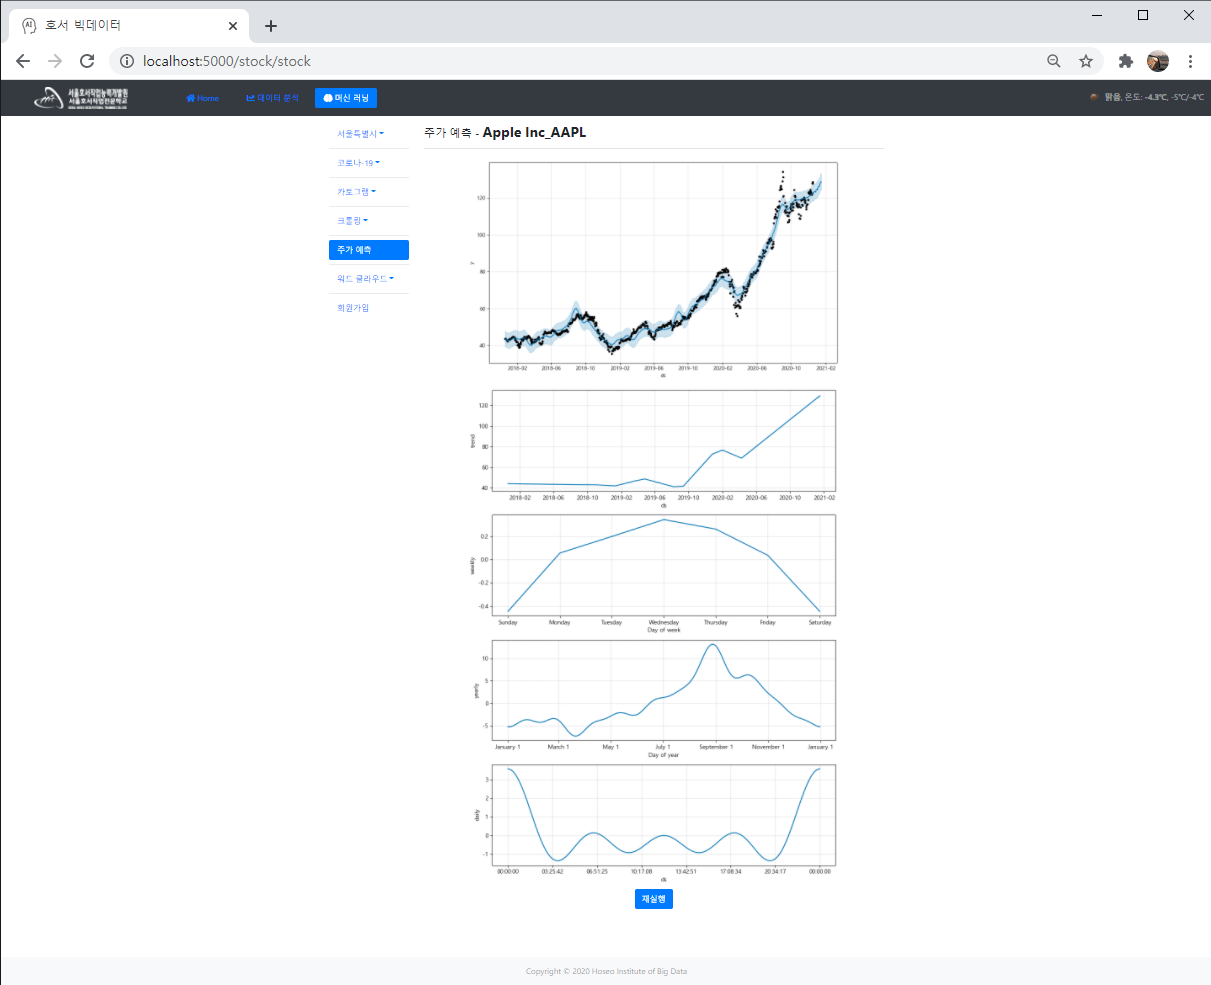 호서 빅데이터
localhost:5000/stock/stock
서울호서직업능력개발원
서울호서직업전문학교
Home
데이터 분석
머신 러닝
맑음, 온도: -4.3℃, -5℃/-4℃
서울특별시
코로나-19
카토그램
크롤링
주가 예측
워드 클라우드
회원가입
주가 예측 - Apple Inc_AAPL
120
100
80
60
40
y
2018-02 2018-06 2018-10 2019-02 2019-06 2019-10 2020-02 2020-06 2020-10 2021-02
ds
120
100
80
60
40
trend
2018-02 2018-06 2018-10 2019-02 2019-06 2019-10 2020-02 2020-06 2020-10 2021-02
ds
0.2
0.0
-0.2
-0.4
weekly
Sunday Monday Tuesday Wednesday Thursday Friday Saturday
Day of week
10
5
0
-5
yearly
January 1 March 1 May 1 July 1 September 1 November 1 January 1
Day of year
3
2
1
0
-1
daily
00:00:00 03:25:42 06:51:25 10:17:08 13:42:51 17:08:34 20:34:17 00:00:00
ds
재실행
Copyright © 2020 Hoseo Institute of Big Data